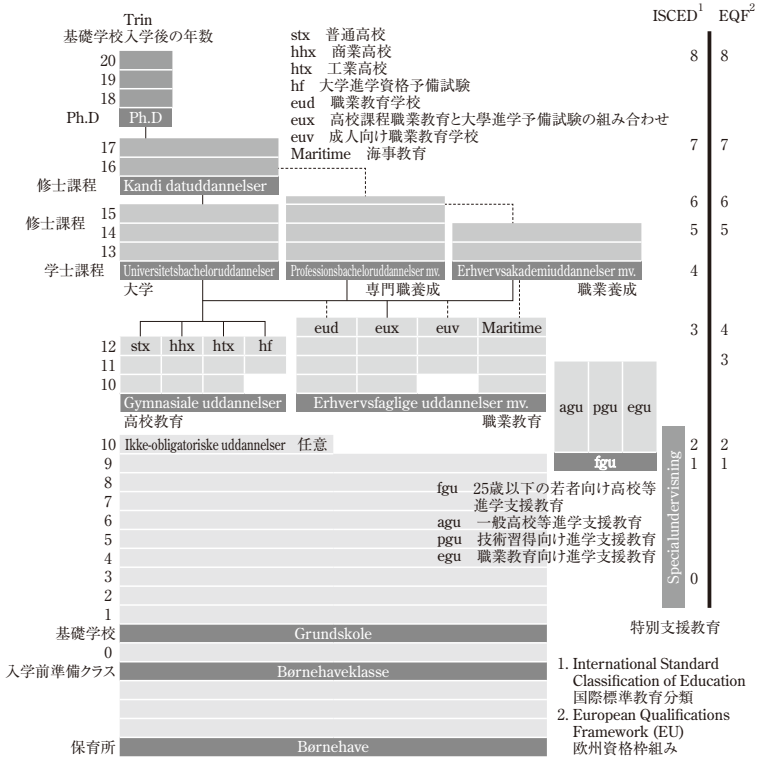 Trin
基礎学校入学後の年数
20
19
18
Ph.D Ph.D
17
16
修士課程 Kandi datuddannelser
修士課程 15
14
13
学士課程 Universitetsbacheloruddannelser Professionsbacheloruddannelser mv. Erhvervsakademiuddannelser mv.
大学 専門職養成 職業養成
stx 普通高校
hhx 商業高校
htx 工業高校
hf 大学進学資格予備試験
eud 職業教育学校
eux 高校課程職業教育と大學進学予備試験の組み合わせ
euv 成人向け職業教育学校
Maritime 海事教育
ISCED1 EQF2
8 8
7 7
6 6
5 5
4
3 4
3
2 2
1 1
0
eud eux euv Maritime
12 stx hhx htx hf
11
10
Gymnasiale uddannelser Erhvervsfaglige uddannelser mv.
高校教育 職業教育
agu pgu egu
fgu
Specialundervisning
特別支援教育
10 Ikke-obligatoriske uddannelser 任意
9
8
7
6
5
4
3
2
1
fgu 25歳以下の若者向け高校等
進学支援教育
agu 一般高校等進学支援教育
pgu 技術習得向け進学支援教育
egu 職業教育向け進学支援教育
基礎学校 Grundskole
0
入学前準備クラス Børnehaveklasse
保育所 Børnehave
1. International Standard
Classification of Education
国際標準教育分類
2. European Qualifications
Framework (EU)
欧州資格枠組み